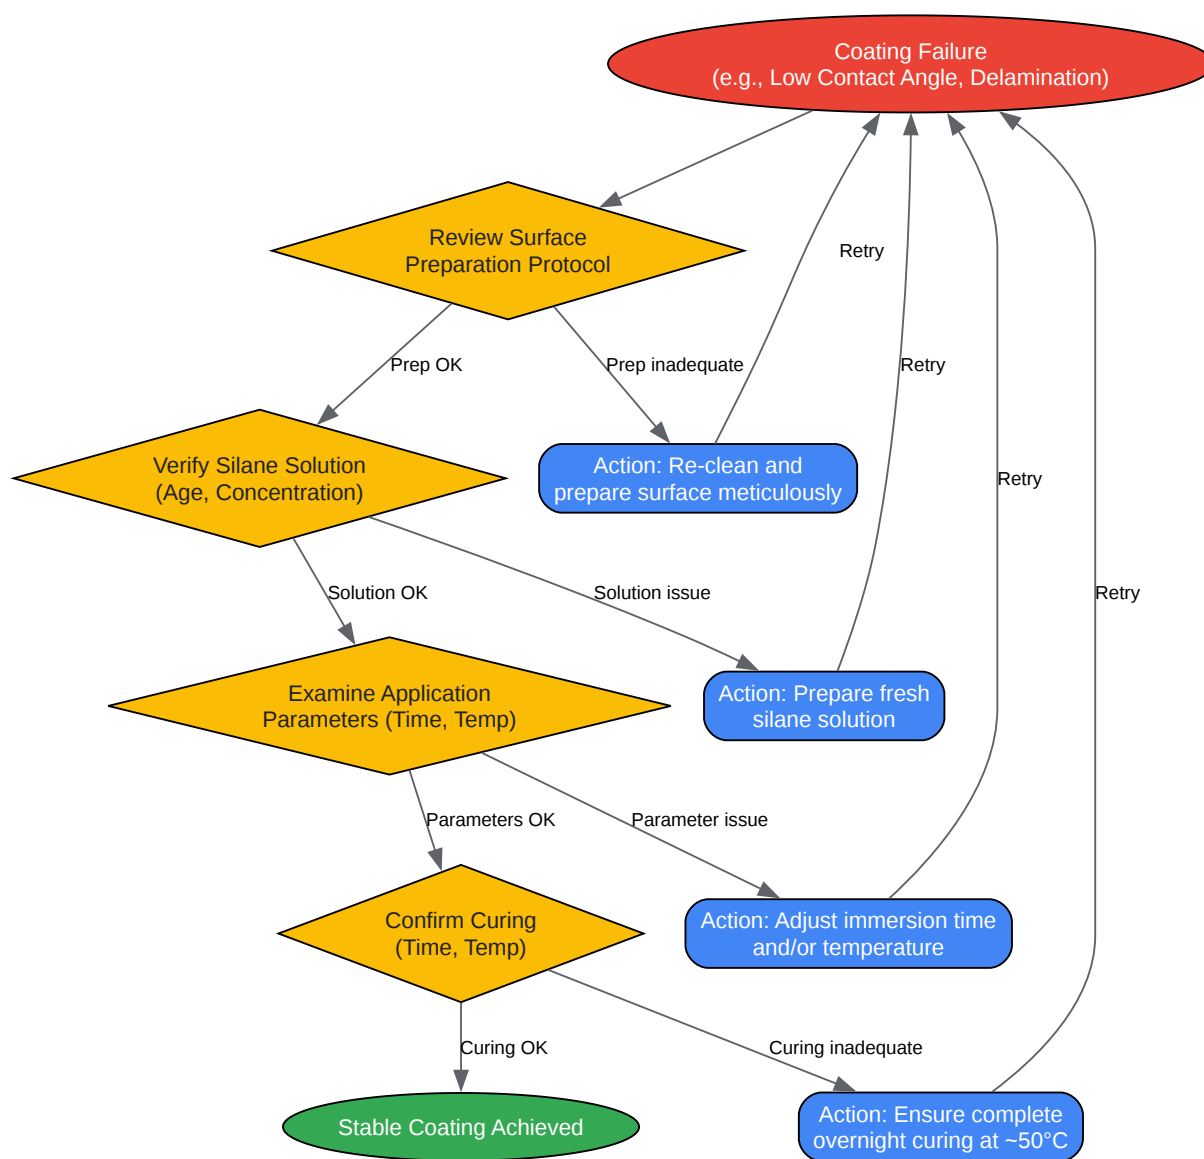 Coating Failure
(e.g., Low Contact Angle, Delamination)
Review Surface
Preparation Protocol
Retry
Prep OK
Prep inadequate
Retry
Verify Silane Solution
(Age, Concentration)
Action: Re-clean and
prepare surface meticulously
Retry
Solution OK
Solution issue
Retry
Examine Application
Parameters (Time, Temp)
Action: Prepare fresh
silane solution
Parameters OK
Parameter issue
Confirm Curing
(Time, Temp)
Action: Adjust immersion time
and/or temperature
Curing OK
Curing inadequate
Stable Coating Achieved
Action: Ensure complete
overnight curing at ~50°C